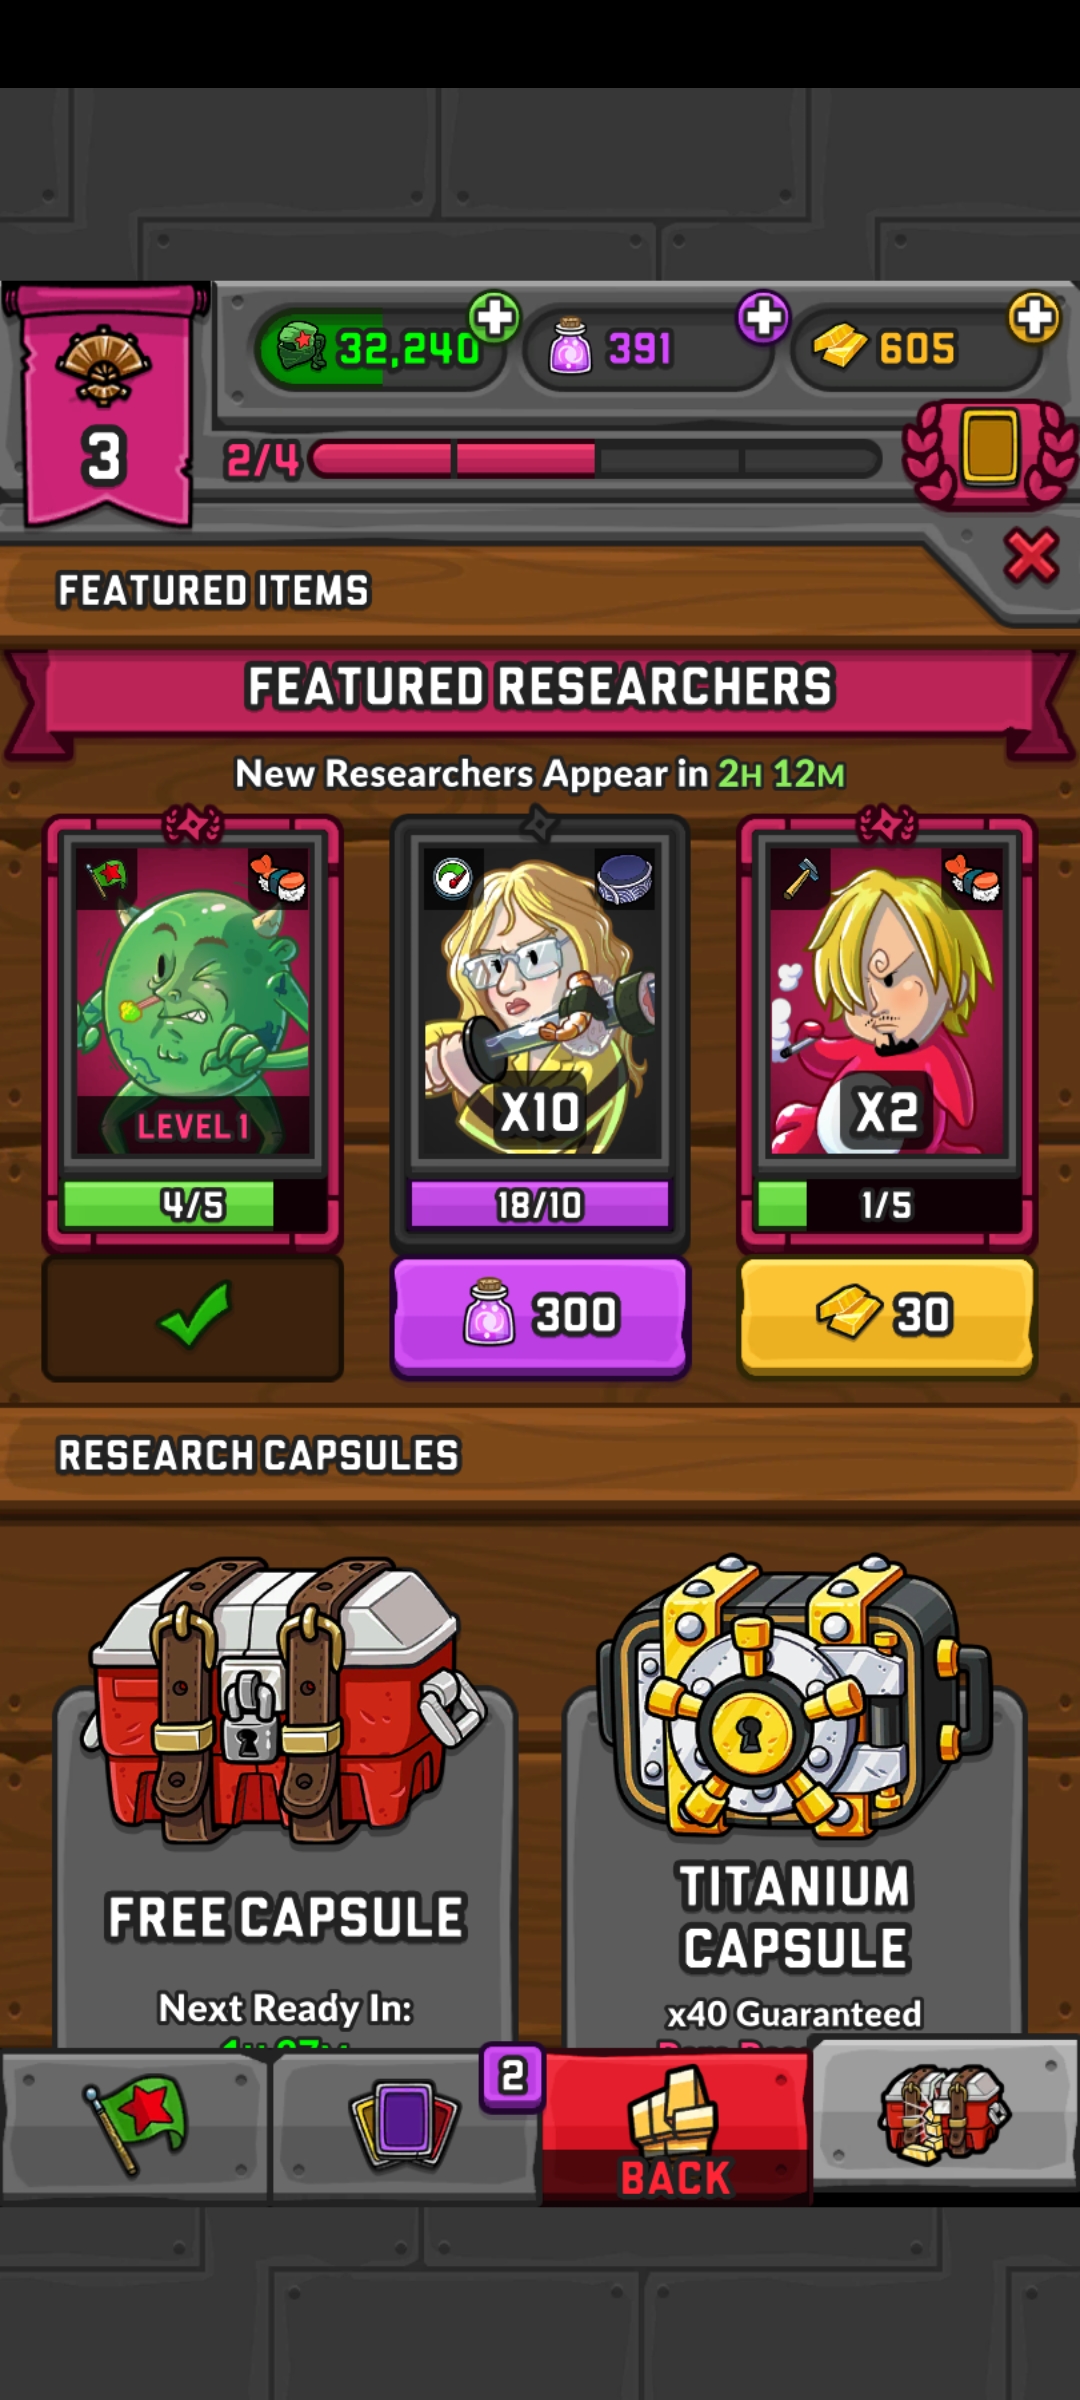 32,240
391
605
3
2/4
FEATURED ITEMS
FEATURED RESEARCHERS
New Researchers Appear in 2H 12M
LEVEL 1
X10
X2
4/5
18/10
1/5
300
30
RESEARCH CAPSULES
FREE CAPSULE
Next Ready In:
TITANIUM
CAPSULE
x40 Guaranteed
2
BACK